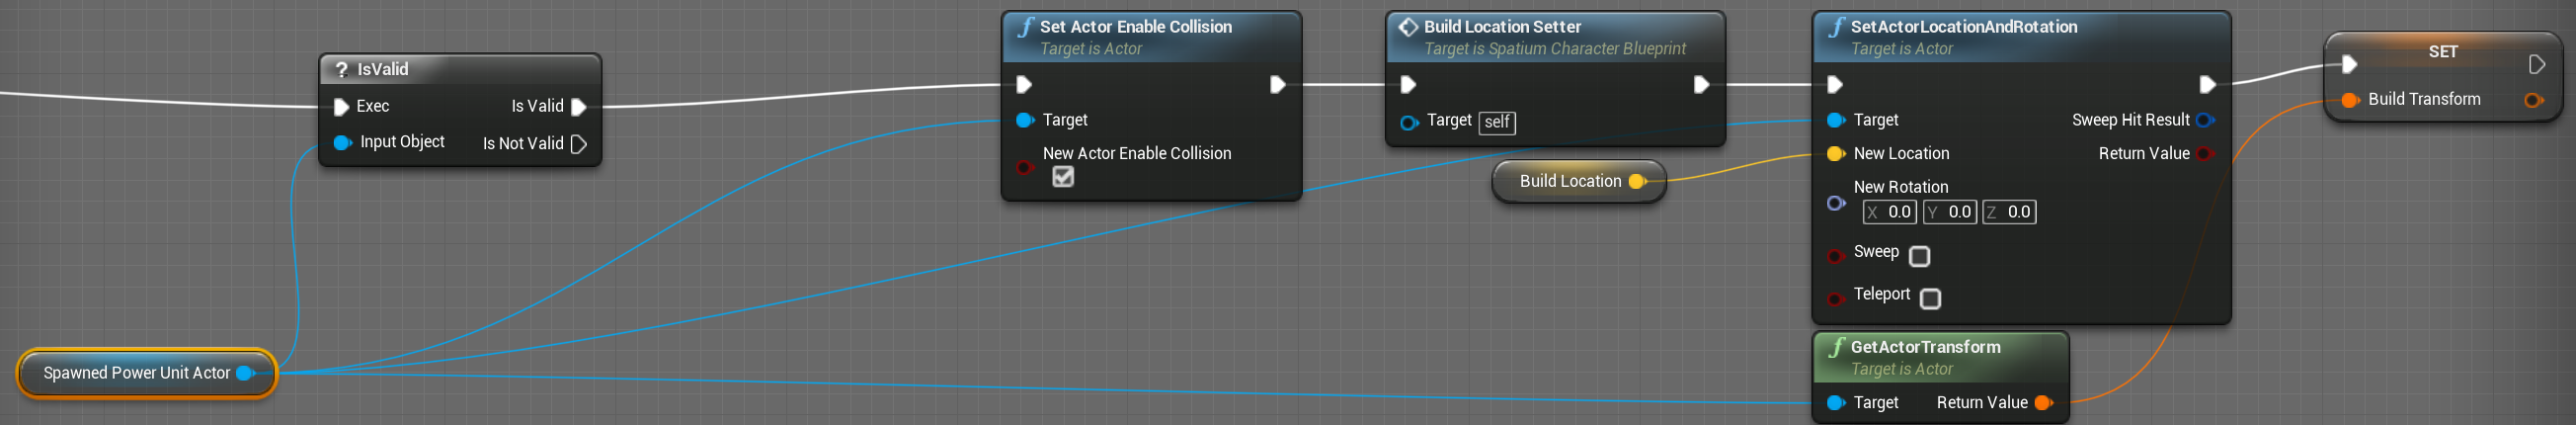 ? IsValid
Exec
Is Valid
Input Object
Is Not Valid
Spawned Power Unit Actor
f Set Actor Enable Collision
Target is Actor
Target
New Actor Enable Collision
Build Location Setter
Target is Spatium Character Blueprint
Target self
Build Location
f SetActorLocationAndRotation
Target is Actor
Target
Sweep Hit Result
New Location
Return Value
New Rotation
X 0.0 Y 0.0 Z 0.0
Sweep
Teleport
f GetActorTransform
Target is Actor
Target
Return Value
SET
Build Transform